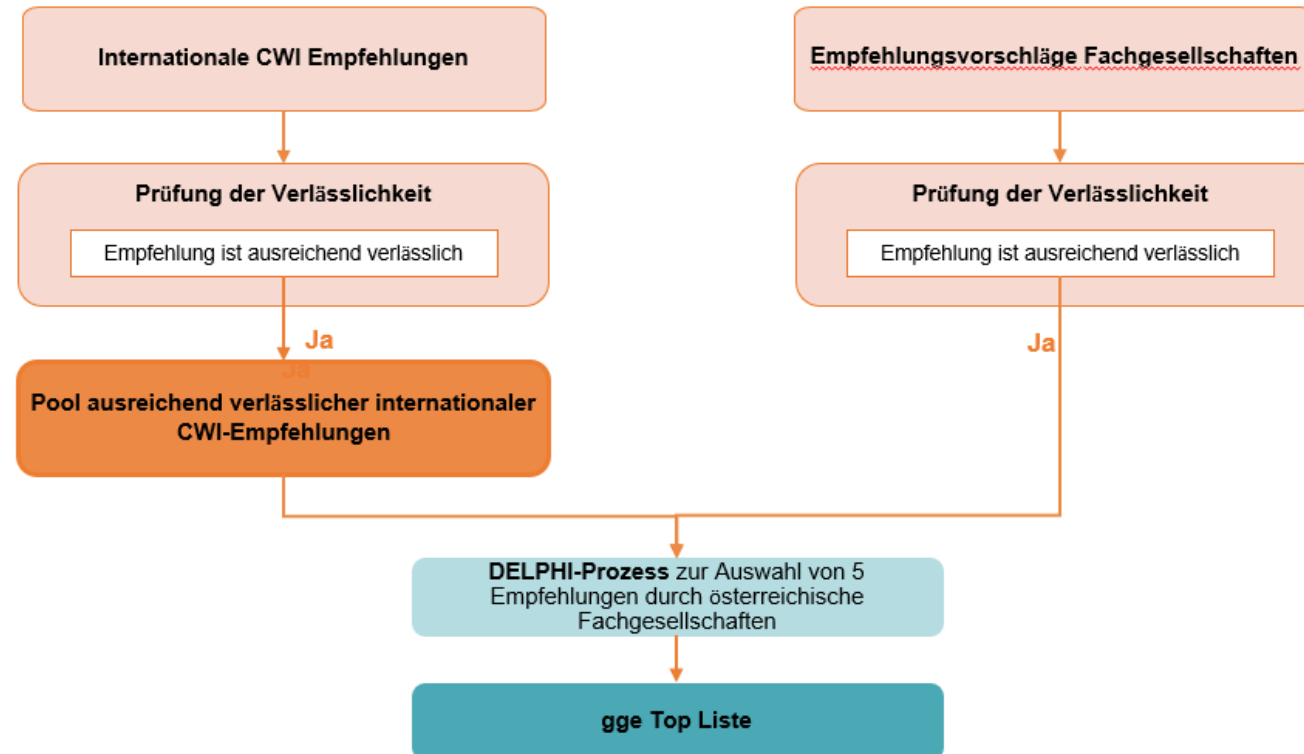 Internationale CWI Empfehlungen
Empfehlungsvorschläge Fachgesellschaften
Prüfung der Verlässlichkeit
Empfehlung ist ausreichend verlässlich
Prüfung der Verlässlichkeit
Empfehlung ist ausreichend verlässlich
Ja
Ja
Ja
Pool ausreichend verlässlicher internationaler
CWI-Empfehlungen
DELPHI-Prozess zur Auswahl von 5
Empfehlungen durch österreichische
Fachgesellschaften
gge Top Liste